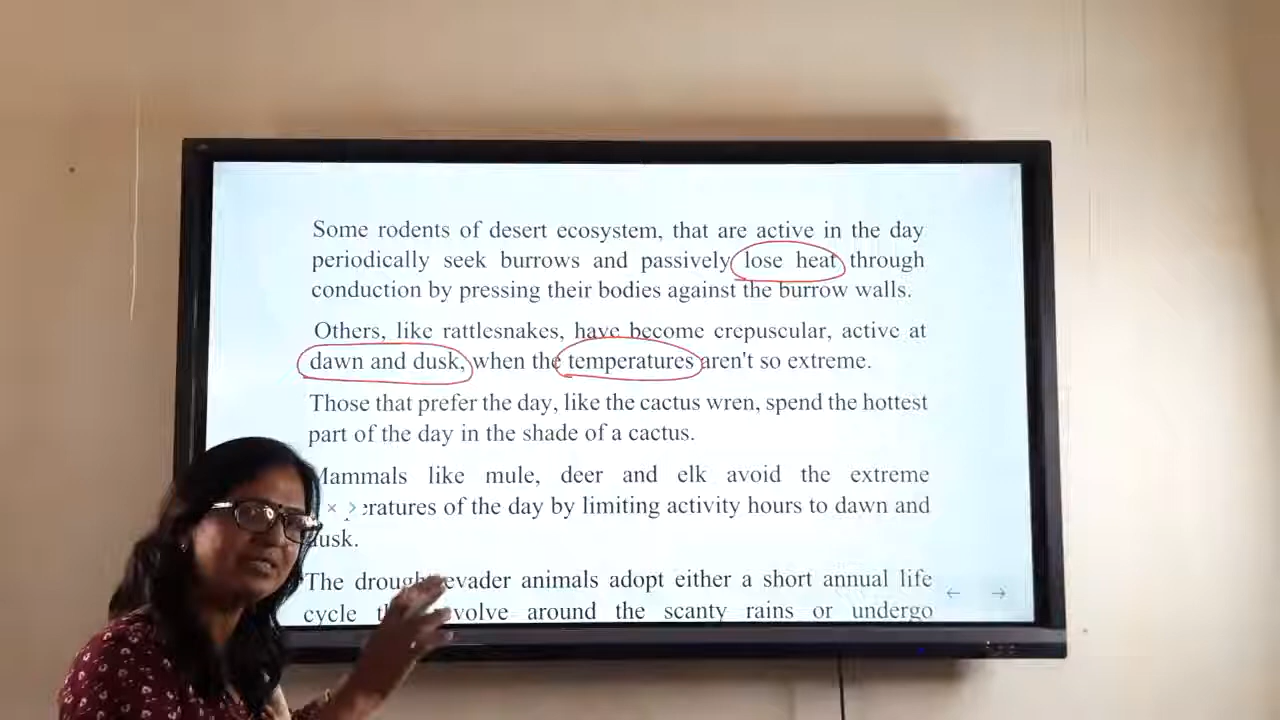 Some rodents of desert ecosystem, that are active in the day
periodically seek burrows and passively lose heat through
conduction by pressing their bodies against the burrow walls.
Others, like rattlesnakes, have become crepuscular, active at
dawn and dusk, when the temperatures aren't so extreme.
Those that prefer the day, like the cactus wren, spend the hottest
part of the day in the shade of a cactus.
Mammals like mule, deer and elk avoid the extreme
of the day by limiting activity hours to dawn and
dusk.
The evader animals adopt either a short annual life
cycle around the scanty rains or undergo